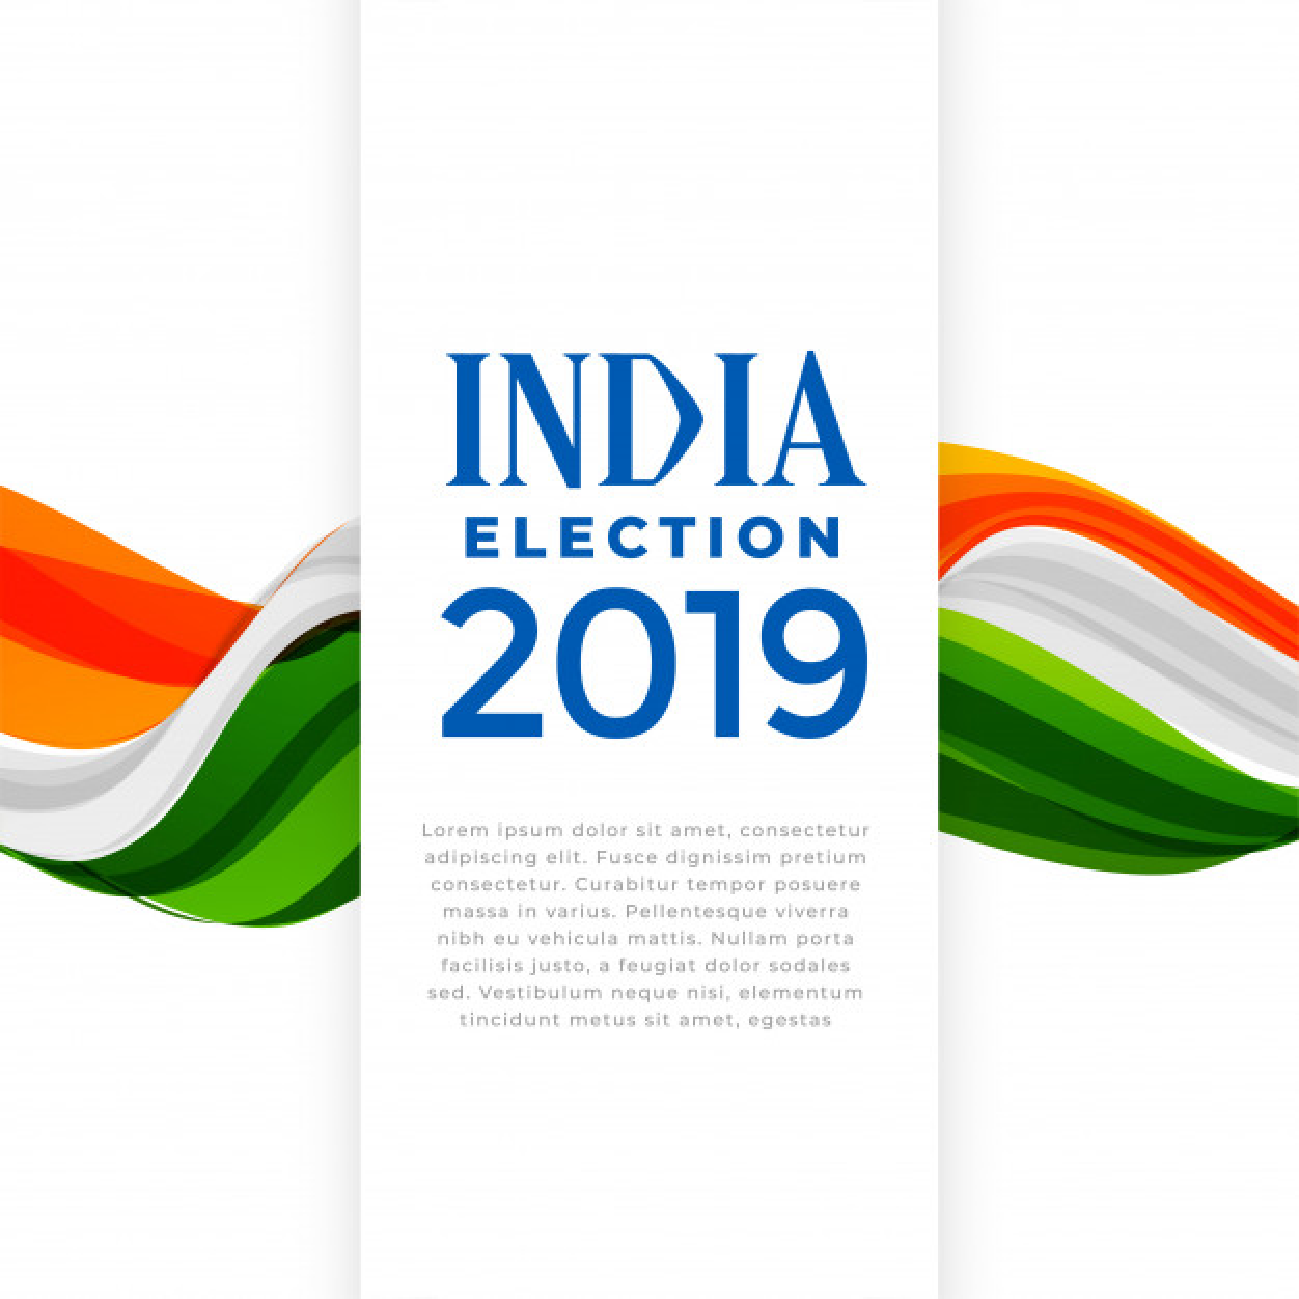 INDIA
ELECTION
2019
Lorem ipsum dolor sit amet, consectetur
adipiscing elit. Fusce dignissim pretium
consectetur. Curabitur tempor posuere
massa in varius. Pellentesque viverra
nibh eu vehicula mattis. Nullam porta
facilisis justo, a feugiat dolor sodales
sed. Vestibulum neque nisi, elementum
tincidunt metus sit amet, egestas